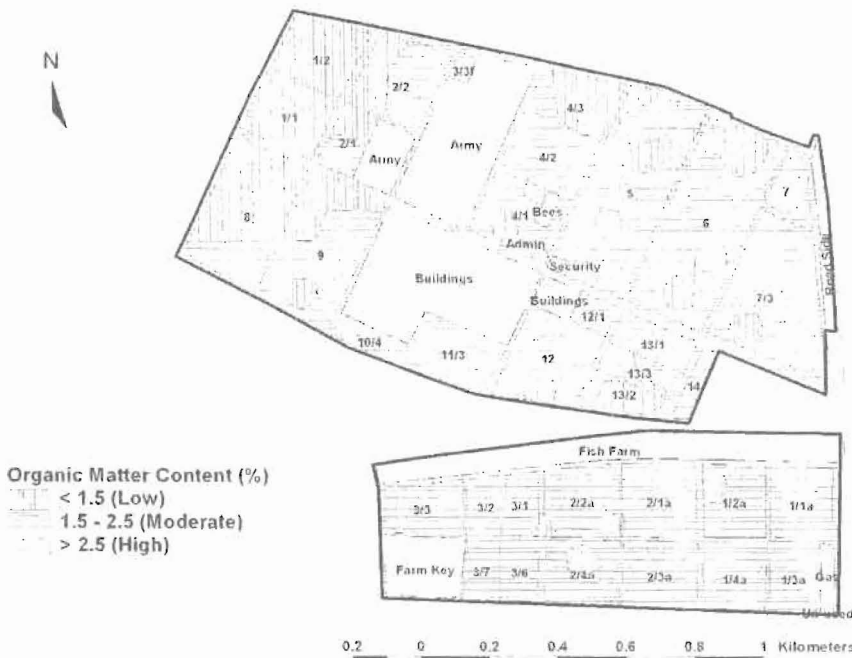 N
1/2
2/2
3/3f
4/3
1/1
2/1
Army
Army
4/2
5
7
8
4/1
Bees
6
9
Admin
Security
Buildings
Buildings
7/3
Road Side
12/1
10/4
11/3
12
13/1
13/3
13/2
14
Fish Farm
Organic Matter Content (%)
< 1.5 (Low)
1.5 - 2.5 (Moderate)
> 2.5 (High)
3/3
3/2
3/1
2/2a
2/1a
1/2a
1/1a
Farm Key
3/7
3/6
2/4a
2/3a
1/4a
1/3a
Gas
Un used
0.2 0 0.2 0.4 0.6 0.8 1 Kilometers